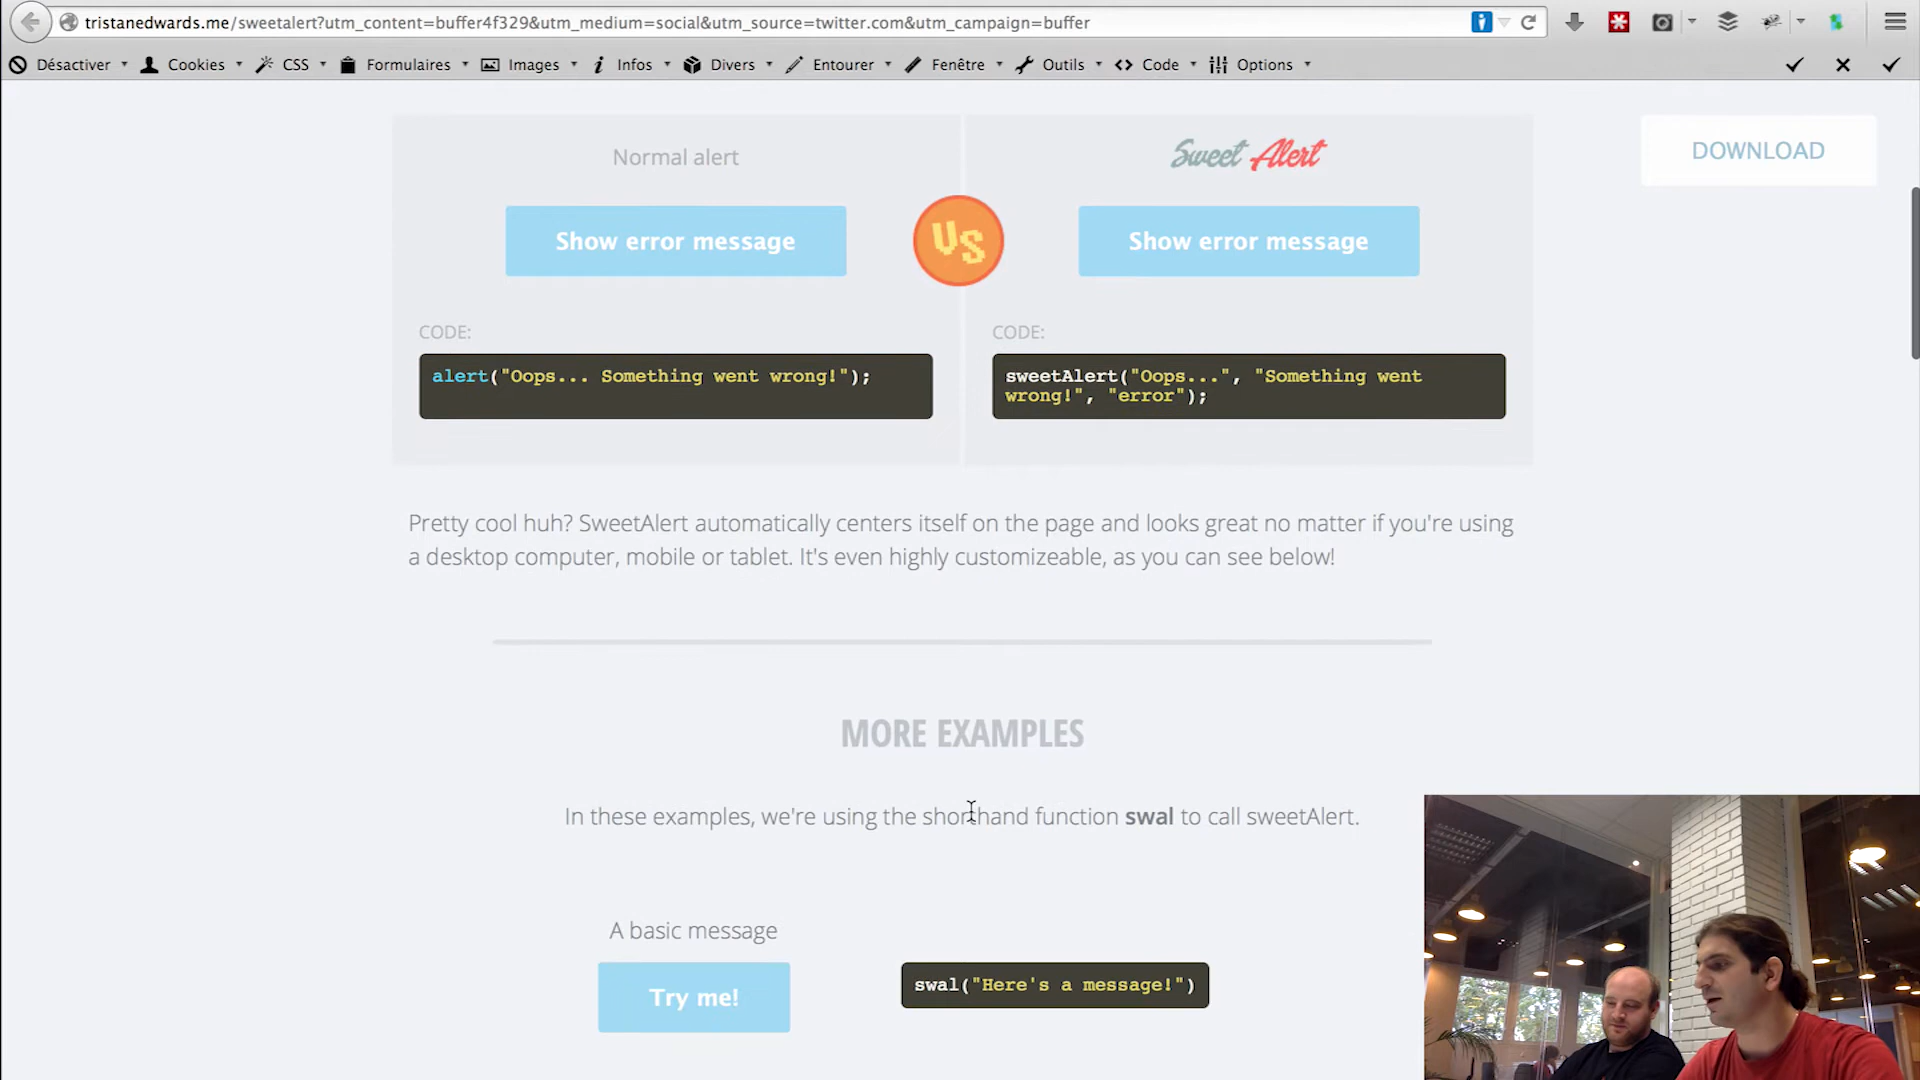 tristanedwards.me/sweetalert?utm_content=buffer4f329&utm_medium=social&utm_source=twitter.com&utm_campaign=buffer
Désactiver Cookies CSS Formulaires Images Infos Divers Entourer Fenêtre Outils Code Options
Normal alert
Sweet Alert
DOWNLOAD
Show error message
VS
Show error message
CODE:
CODE:
alert("Oops... Something went wrong!");
sweetAlert("Oops...", "Something went
wrong!", "error");
Pretty cool huh? SweetAlert automatically centers itself on the page and looks great no matter if you're using
a desktop computer, mobile or tablet. It's even highly customizeable, as you can see below!
MORE EXAMPLES
In these examples, we're using the shorthand function swal to call sweetAlert.
A basic message
Try me!
swal("Here's a message!")